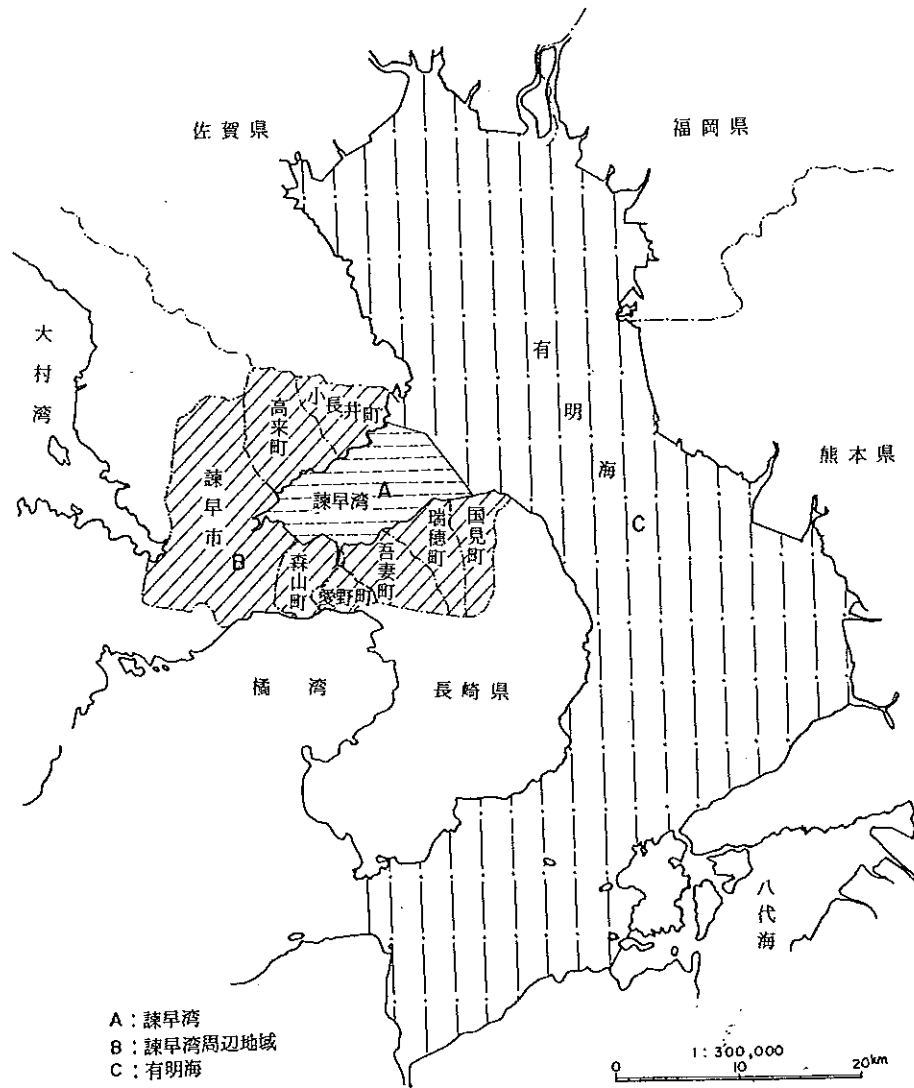 佐賀県
福岡県
大村湾
有明海
小長井町
高来町
熊本県
諫早市
諫早湾
A
瑞穂町
国見町
C
B
吾妻町
森山町
愛野町
橘湾
長崎県
八代海
A：諫早湾
B：諫早湾周辺地域
C：有明海
1：300,000
0 10 20km